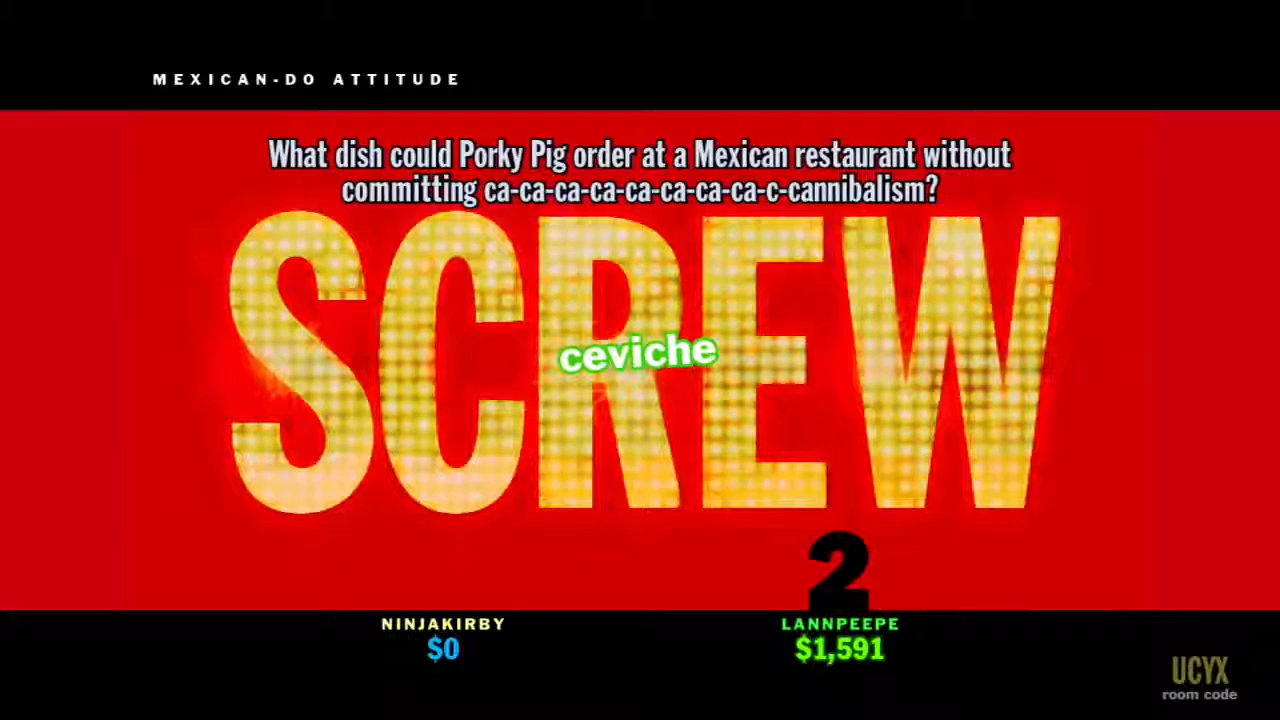 MEXICAN-DO ATTITUDE
What dish could Porky Pig order at a Mexican restaurant without
committing ca-ca-ca-ca-ca-ca-ca-ca-c-cannibalism?
SCREW
ceviche
2
NINJAKIRBY
$0
LANNPEEPE
$1,591
UCYX
room code